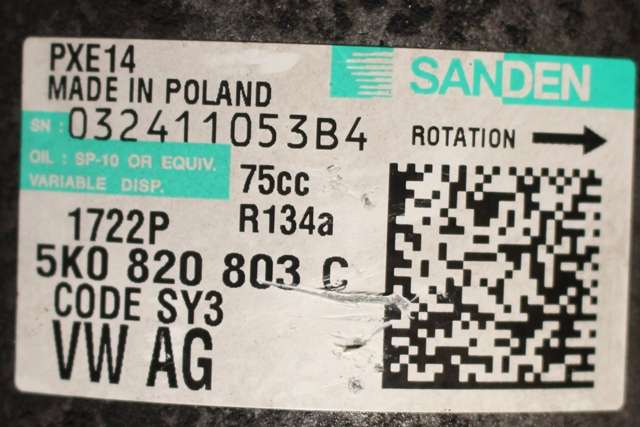 PXE14
MADE IN POLAND
SANDEN
SN : 032411053B4
ROTATION
OIL : SP-10 OR EQUIV.
VARIABLE DISP.
75cc
1722P
R134a
5K0 820 803 C
CODE SY3
VW AG